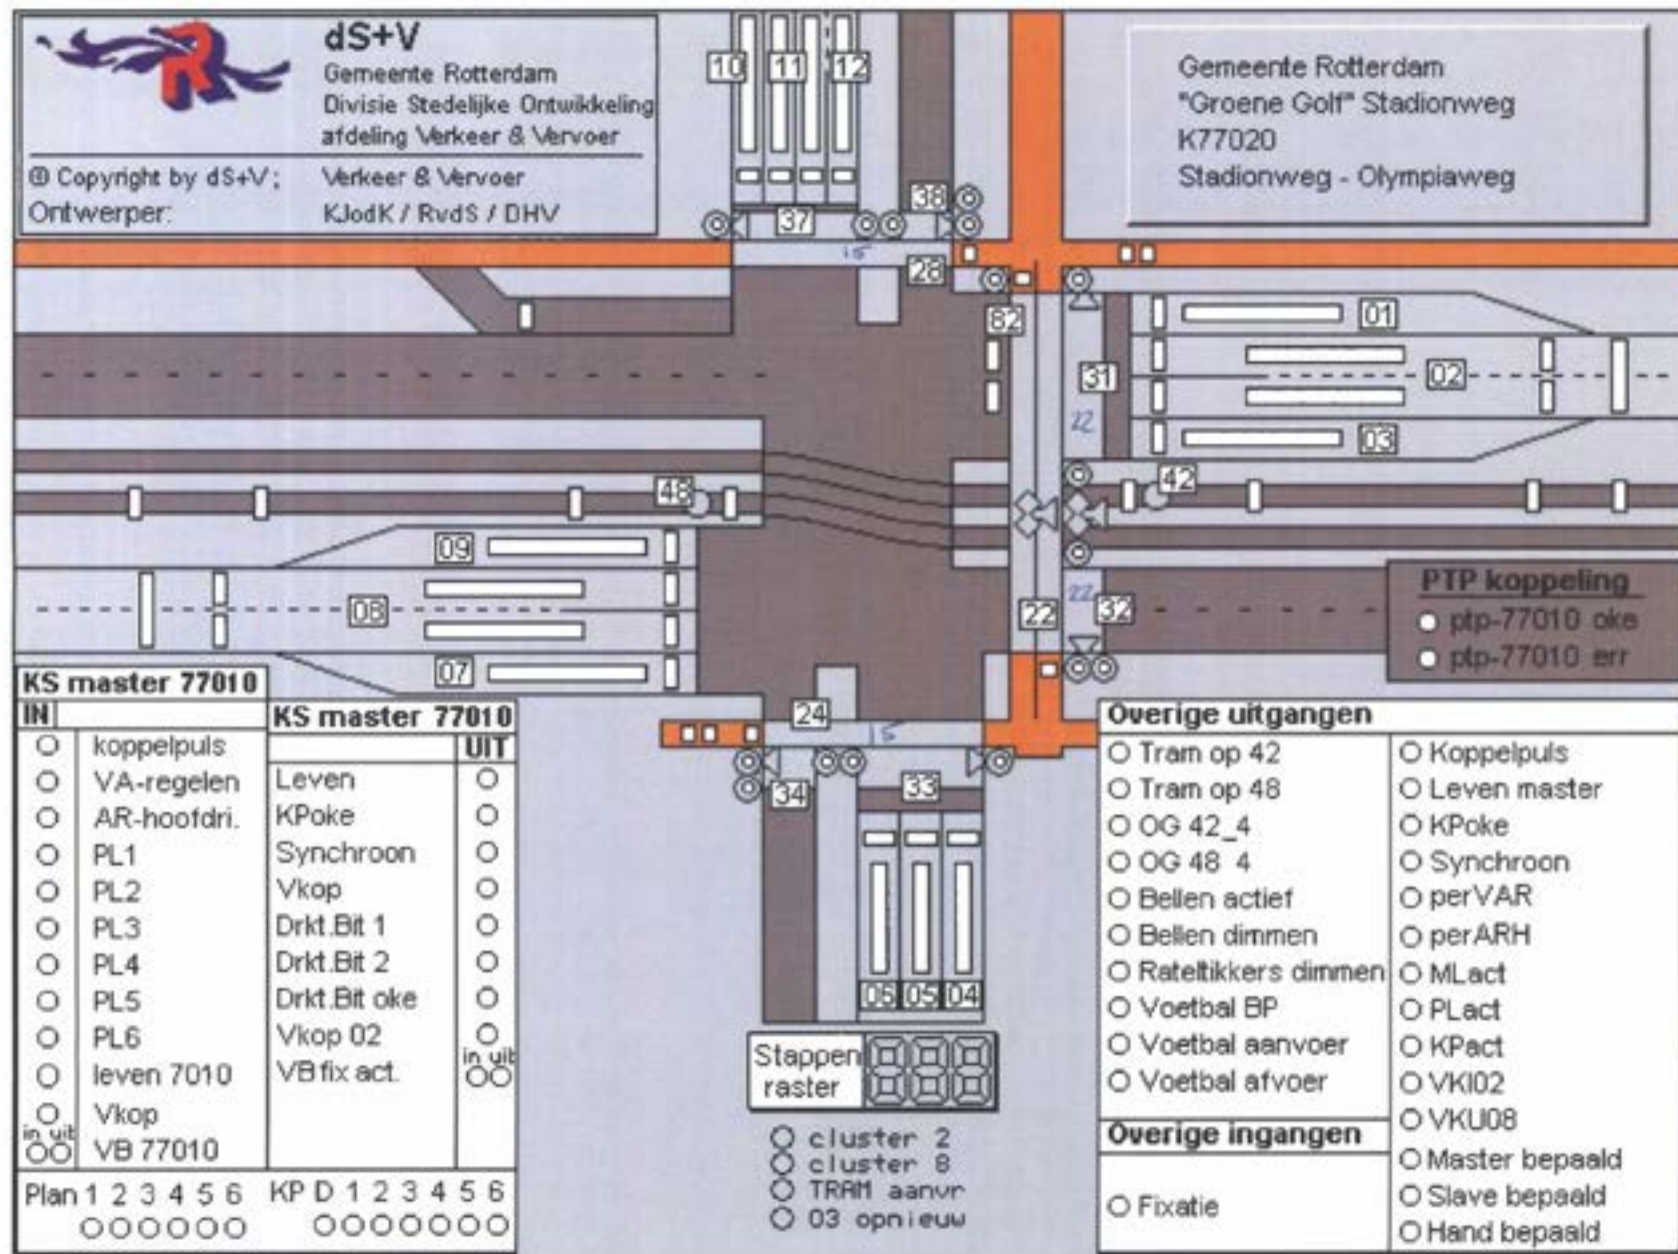 dS+V
Gemeente Rotterdam
Divisie Stedelijke Ontwikkeling
afdeling Verkeer & Vervoer
© Copyright by dS+V; Verkeer & Vervoer
Ontwerper: KJodK / RvdS / DHV
Gemeente Rotterdam
"Groene Golf" Stadionweg
K77020
Stadionweg - Olympiaweg
10 11 12
38
37
15
28
82
01
31
02
22
03
48
42
09
08
22
22
32
07
24
15
34
33
06 05 04
PTP koppeling
ptp-77010 oke
ptp-77010 err
KS master 77010
IN
koppelpuls
VA-regelen
AR-hoofdri.
PL1
PL2
PL3
PL4
PL5
PL6
leven 7010
Vkop
in uit
VB 77010
KS master 77010
UIT
Leven
KPoke
Synchroon
Vkop
Drkt.Bit 1
Drkt.Bit 2
Drkt.Bit oke
Vkop 02
in uit
VB fix act.
Plan 1 2 3 4 5 6
KP D 1 2 3 4 5 6
Stappen
raster
cluster 2
cluster 8
TRAM aanvr
03 opnieuw
Overige uitgangen
Tram op 42
Tram op 48
OG 42_4
OG 48 4
Bellen actief
Bellen dimmen
Rateltikkers dimmen
Voetbal BP
Voetbal aanvoer
Voetbal afvoer
Overige ingangen
Fixatie
Koppelpuls
Leven master
KPoke
Synchroon
perVAR
perARH
MLact
PLact
KPact
VKI02
VKU08
Master bepaald
Slave bepaald
Hand bepaald